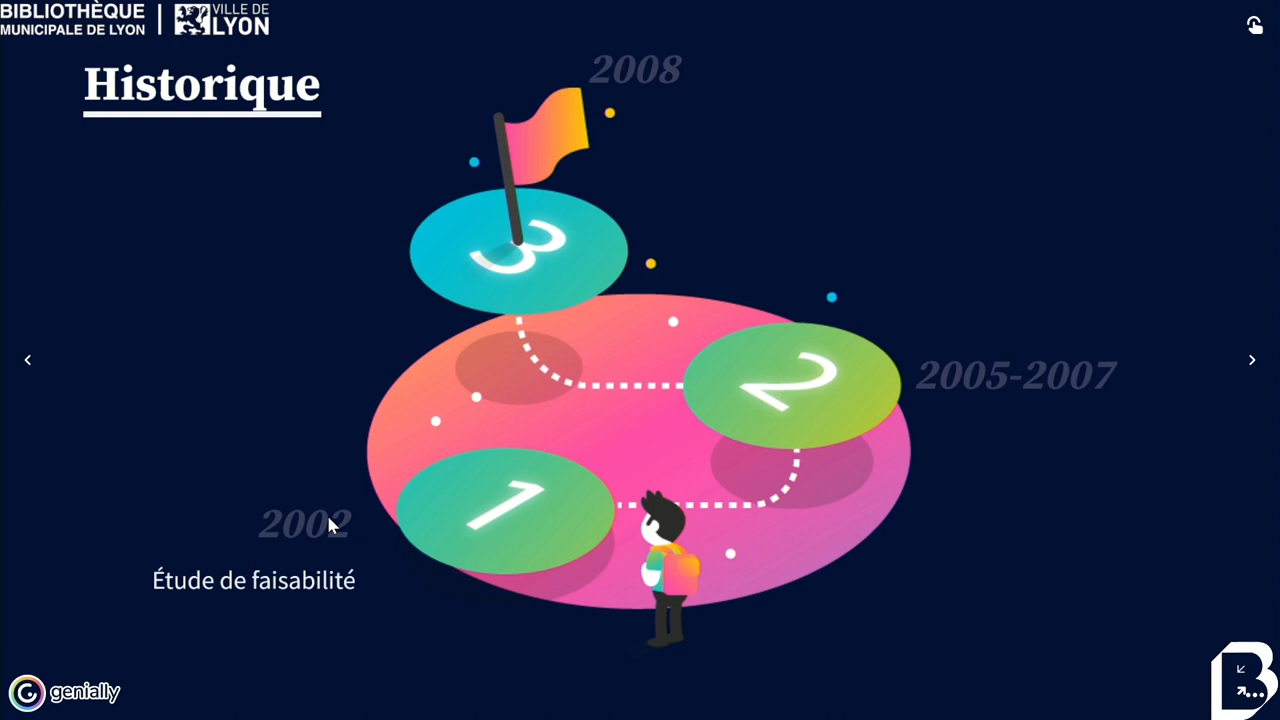 BIBLIOTHÈQUE
MUNICIPALE DE LYON
VILLE DE
LYON
Historique
2008
3
2
2005-2007
1
2002
Étude de faisabilité
genially
B